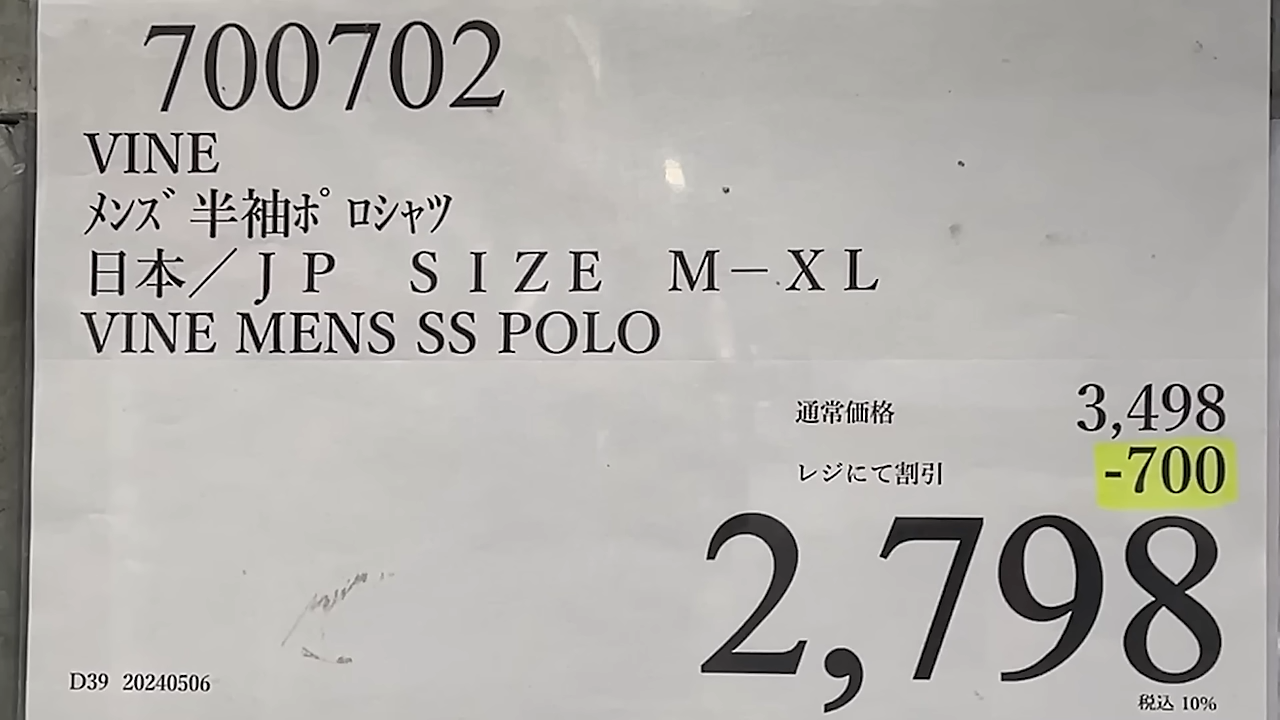 700702
VINE
ﾒﾝｽﾞ 半袖ﾎﾟﾛｼｬﾂ
日本／ＪＰ　ＳＩＺＥ　Ｍ－ＸＬ
VINE MENS SS POLO
通常価格 3,498
レジにて割引 -700
2,798
税込 10%
D39 20240506